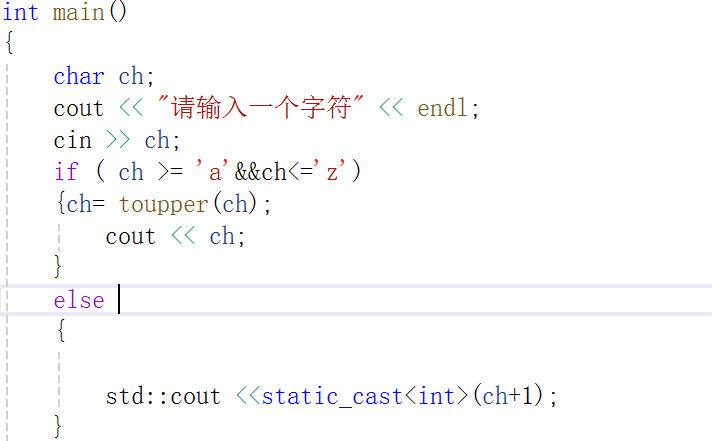 int main()
{
char ch;
cout << "请输入一个字符" << endl;
cin >> ch;
if ( ch >= 'a'&&ch<='z')
{ch= toupper(ch);
cout << ch;
}
else
{
std::cout <<static_cast<int>(ch+1);
}